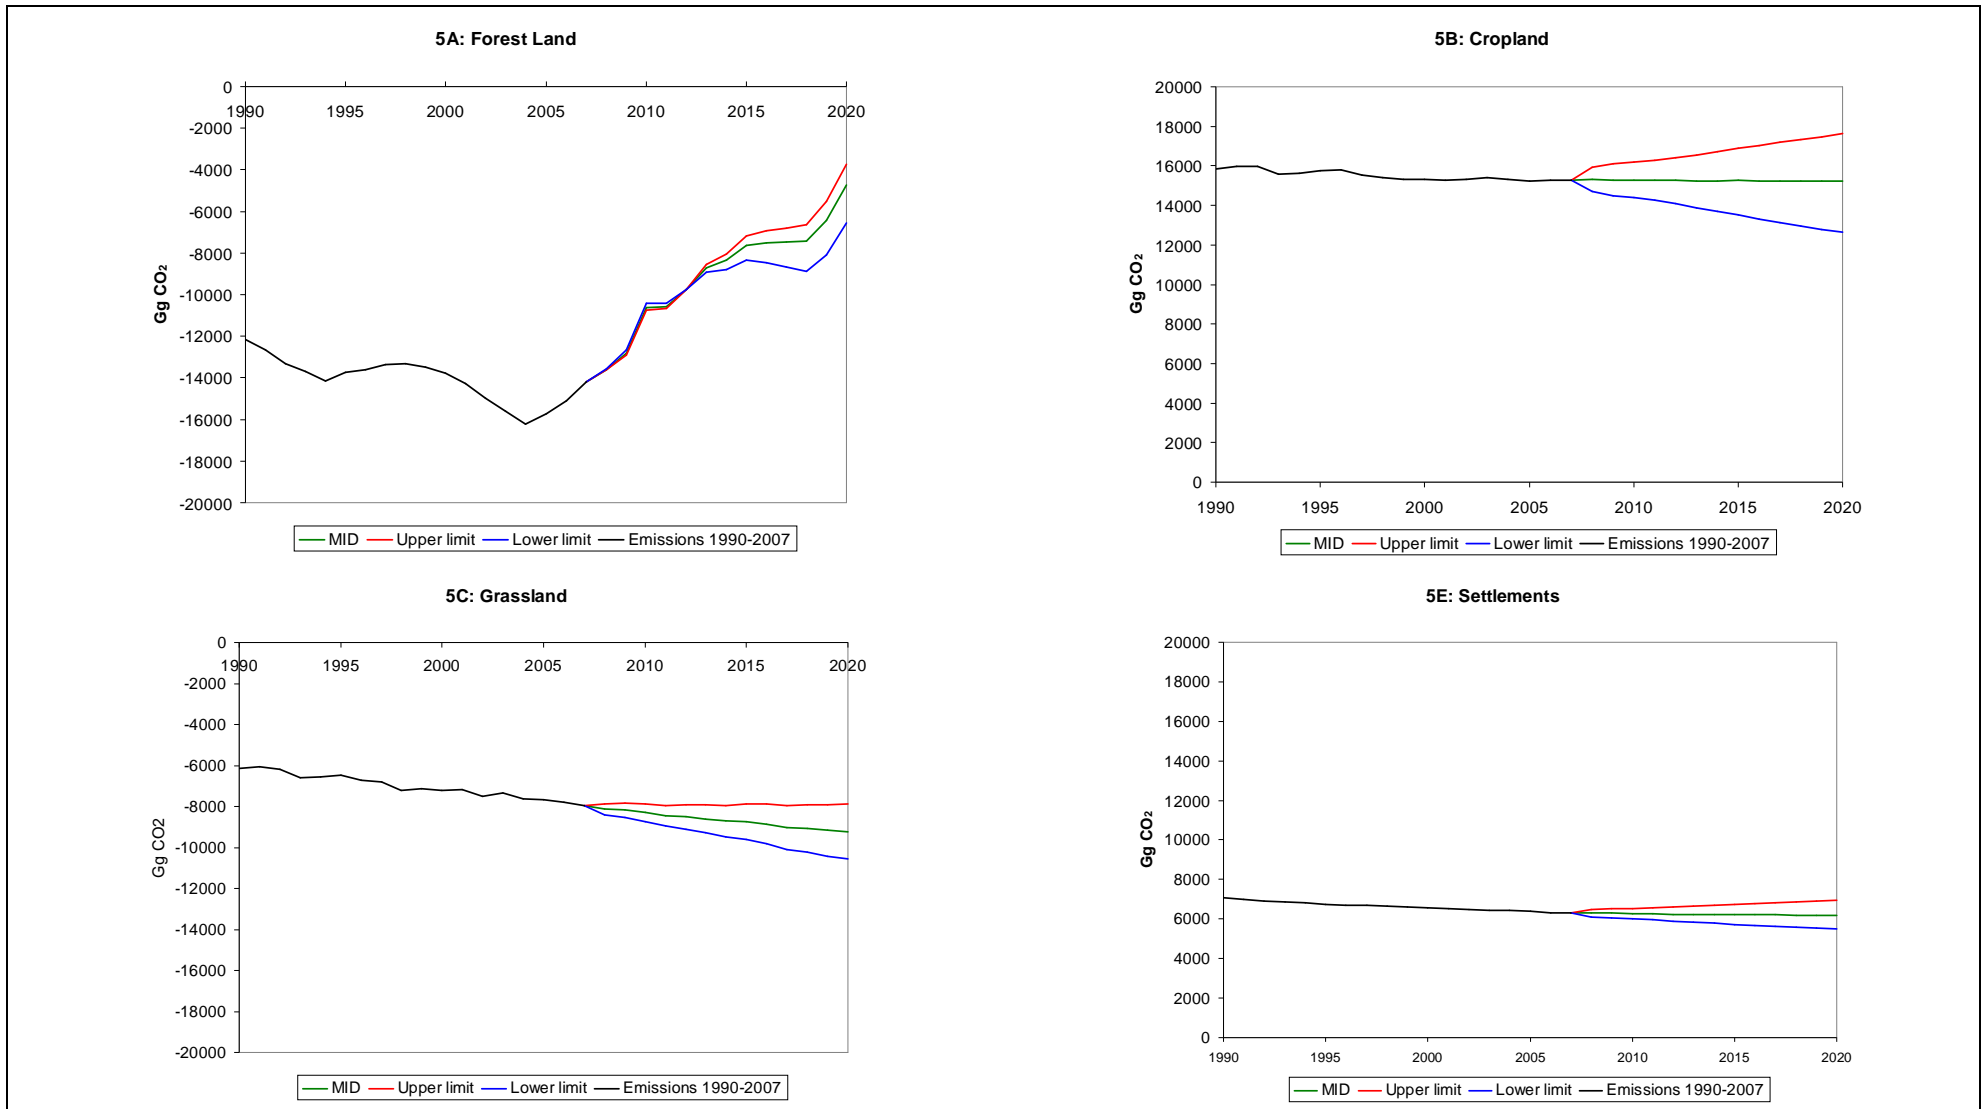 5A: Forest Land
0
1990 1995 2000 2005 2010 2015 2020
-2000
-4000
-6000
-8000
-10000
-12000
-14000
-16000
-18000
-20000
Gg CO₂
MID Upper limit Lower limit Emissions 1990-2007
5B: Cropland
20000
18000
16000
14000
12000
10000
8000
6000
4000
2000
0
Gg CO₂
1990 1995 2000 2005 2010 2015 2020
MID Upper limit Lower limit Emissions 1990-2007
5C: Grassland
0
1990 1995 2000 2005 2010 2015 2020
-2000
-4000
-6000
-8000
-10000
-12000
-14000
-16000
-18000
-20000
Gg CO2
MID Upper limit Lower limit Emissions 1990-2007
5E: Settlements
20000
18000
16000
14000
12000
10000
8000
6000
4000
2000
0
Gg CO₂
1990 1995 2000 2005 2010 2015 2020
MID Upper limit Lower limit Emissions 1990-2007